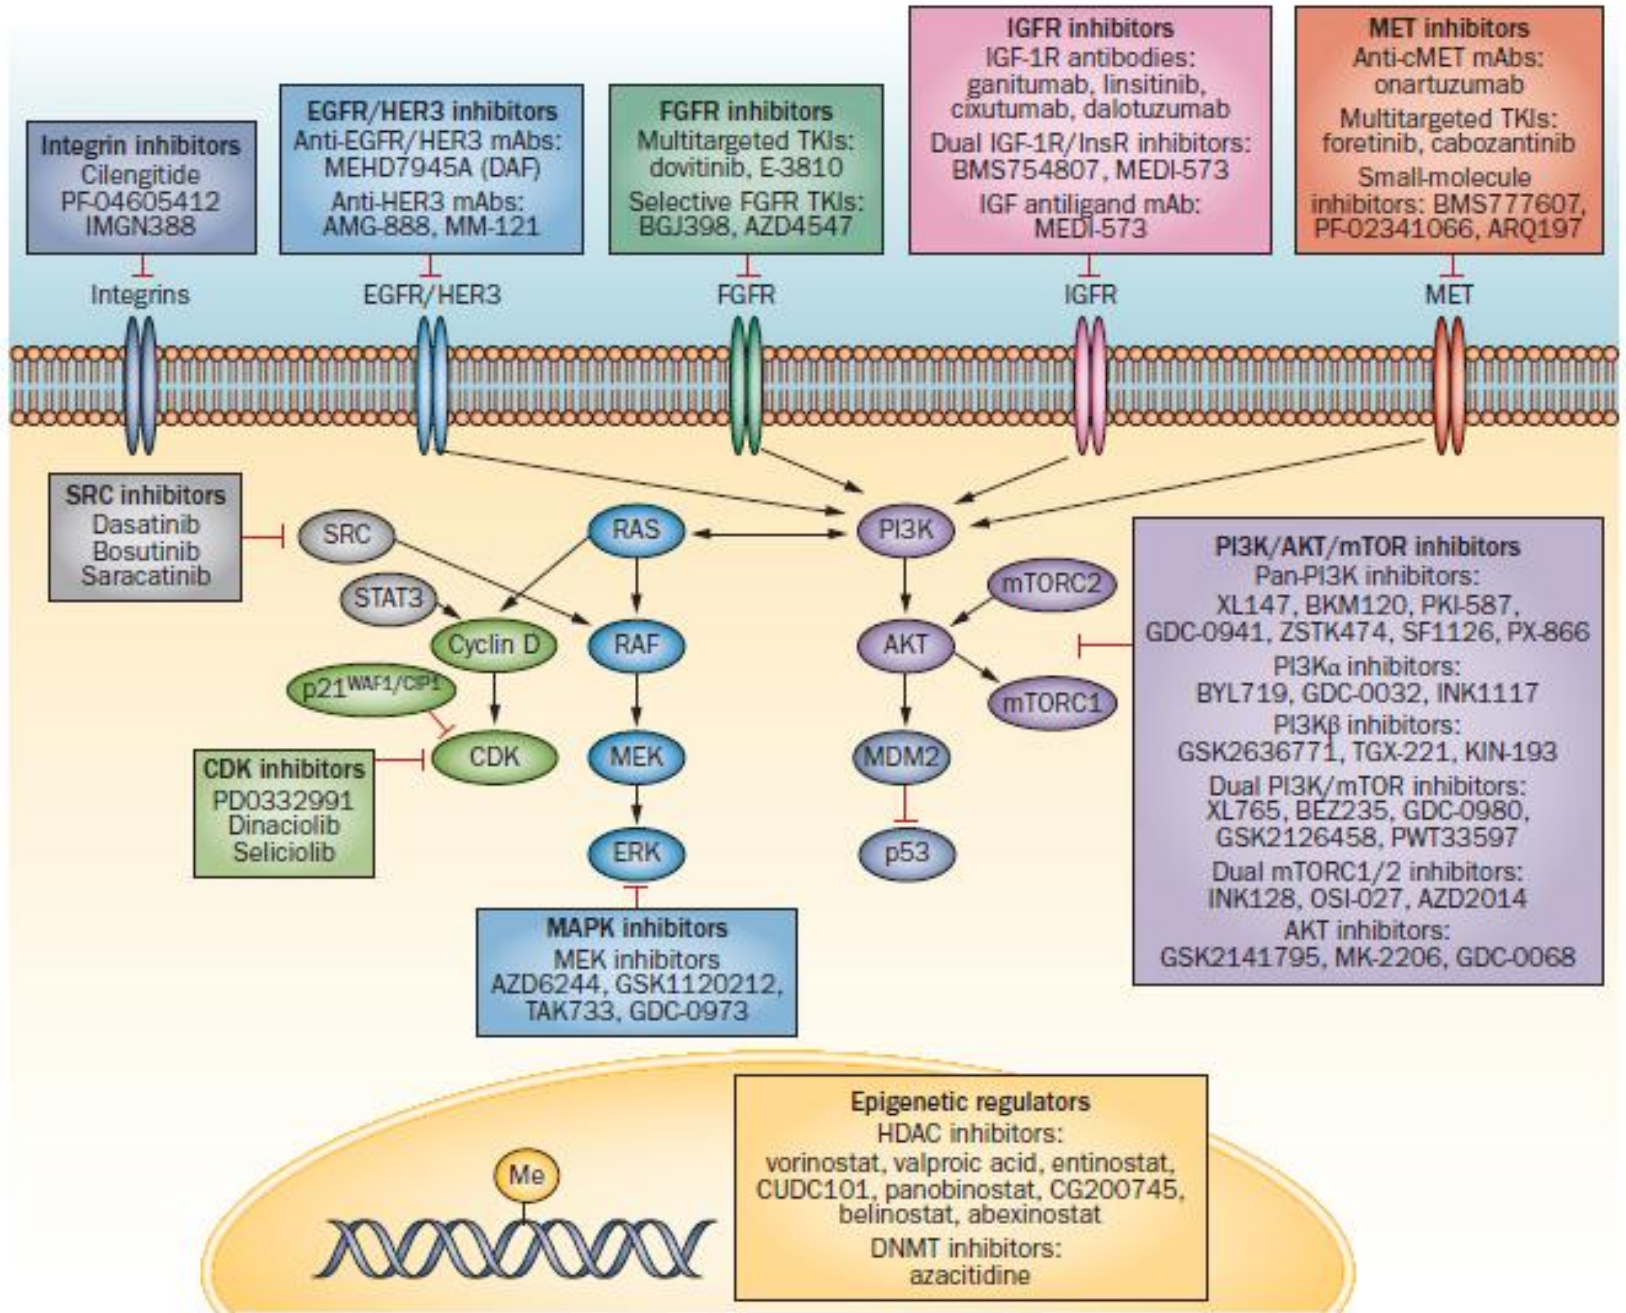 Integrin inhibitors
Cilengitide
PF-04605412
IMGN388
EGFR/HER3 inhibitors
Anti-EGFR/HER3 mAbs:
MEHD7945A (DAF)
Anti-HER3 mAbs:
AMG-888, MM-121
FGFR inhibitors
Multitargeted TKIs:
dovitinib, E-3810
Selective FGFR TKIs:
BGJ398, AZD4547
IGFR inhibitors
IGF-1R antibodies:
ganitumab, linsitinib,
cixutumab, dalotuzumab
Dual IGF-1R/InsR inhibitors:
BMS754807, MEDI-573
IGF antiligand mAb:
MEDI-573
MET inhibitors
Anti-cMET mAbs:
onartuzumab
Multitargeted TKIs:
foretinib, cabozantinib
Small-molecule
inhibitors: BMS777607,
PF-02341066, ARQ197
Integrins
EGFR/HER3
FGFR
IGFR
MET
SRC inhibitors
Dasatinib
Bosutinib
Saracatinib
SRC
RAS
PI3K
STAT3
mTORC2
Cyclin D
RAF
AKT
p21WAF1/CIP1
mTORC1
CDK
MEK
MDM2
CDK inhibitors
PD0332991
Dinaciolib
Seliciolib
ERK
p53
PI3K/AKT/mTOR inhibitors
Pan-PI3K inhibitors:
XL147, BKM120, PKI-587,
GDC-0941, ZSTK474, SF1126, PX-866
PI3Kα inhibitors:
BYL719, GDC-0032, INK1117
PI3Kβ inhibitors:
GSK2636771, TGX-221, KIN-193
Dual PI3K/mTOR inhibitors:
XL765, BEZ235, GDC-0980,
GSK2126458, PWT33597
Dual mTORC1/2 inhibitors:
INK128, OSI-027, AZD2014
AKT inhibitors:
GSK2141795, MK-2206, GDC-0068
MAPK inhibitors
MEK inhibitors
AZD6244, GSK1120212,
TAK733, GDC-0973
Me
Epigenetic regulators
HDAC inhibitors:
vorinostat, valproic acid, entinostat,
CUDC101, panobinostat, CG200745,
belinostat, abexinostat
DNMT inhibitors:
azacitidine